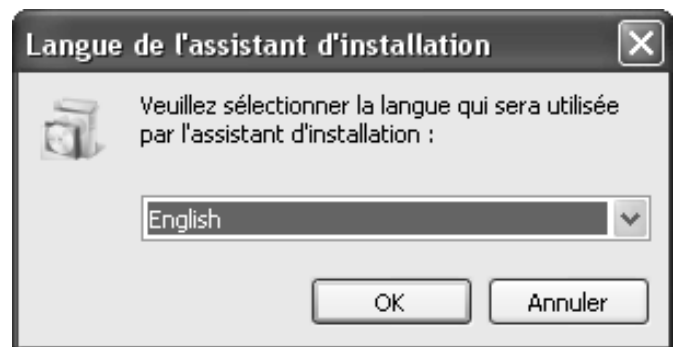 Langue de l'assistant d'installation
Veuillez sélectionner la langue qui sera utilisée
par l'assistant d'installation :
English
OK
Annuler